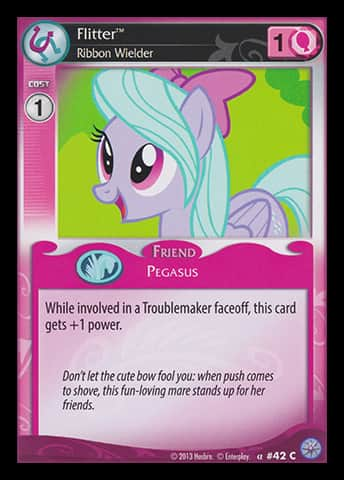 Flitter™
Ribbon Wielder
1
COST
1
FRIEND
PEGASUS
While involved in a Troublemaker faceoff, this card
gets +1 power.
Don't let the cute bow fool you: when push comes
to shove, this fun-loving mare stands up for her
friends.
© 2013 Hasbro. © Enterplay. α #42 C